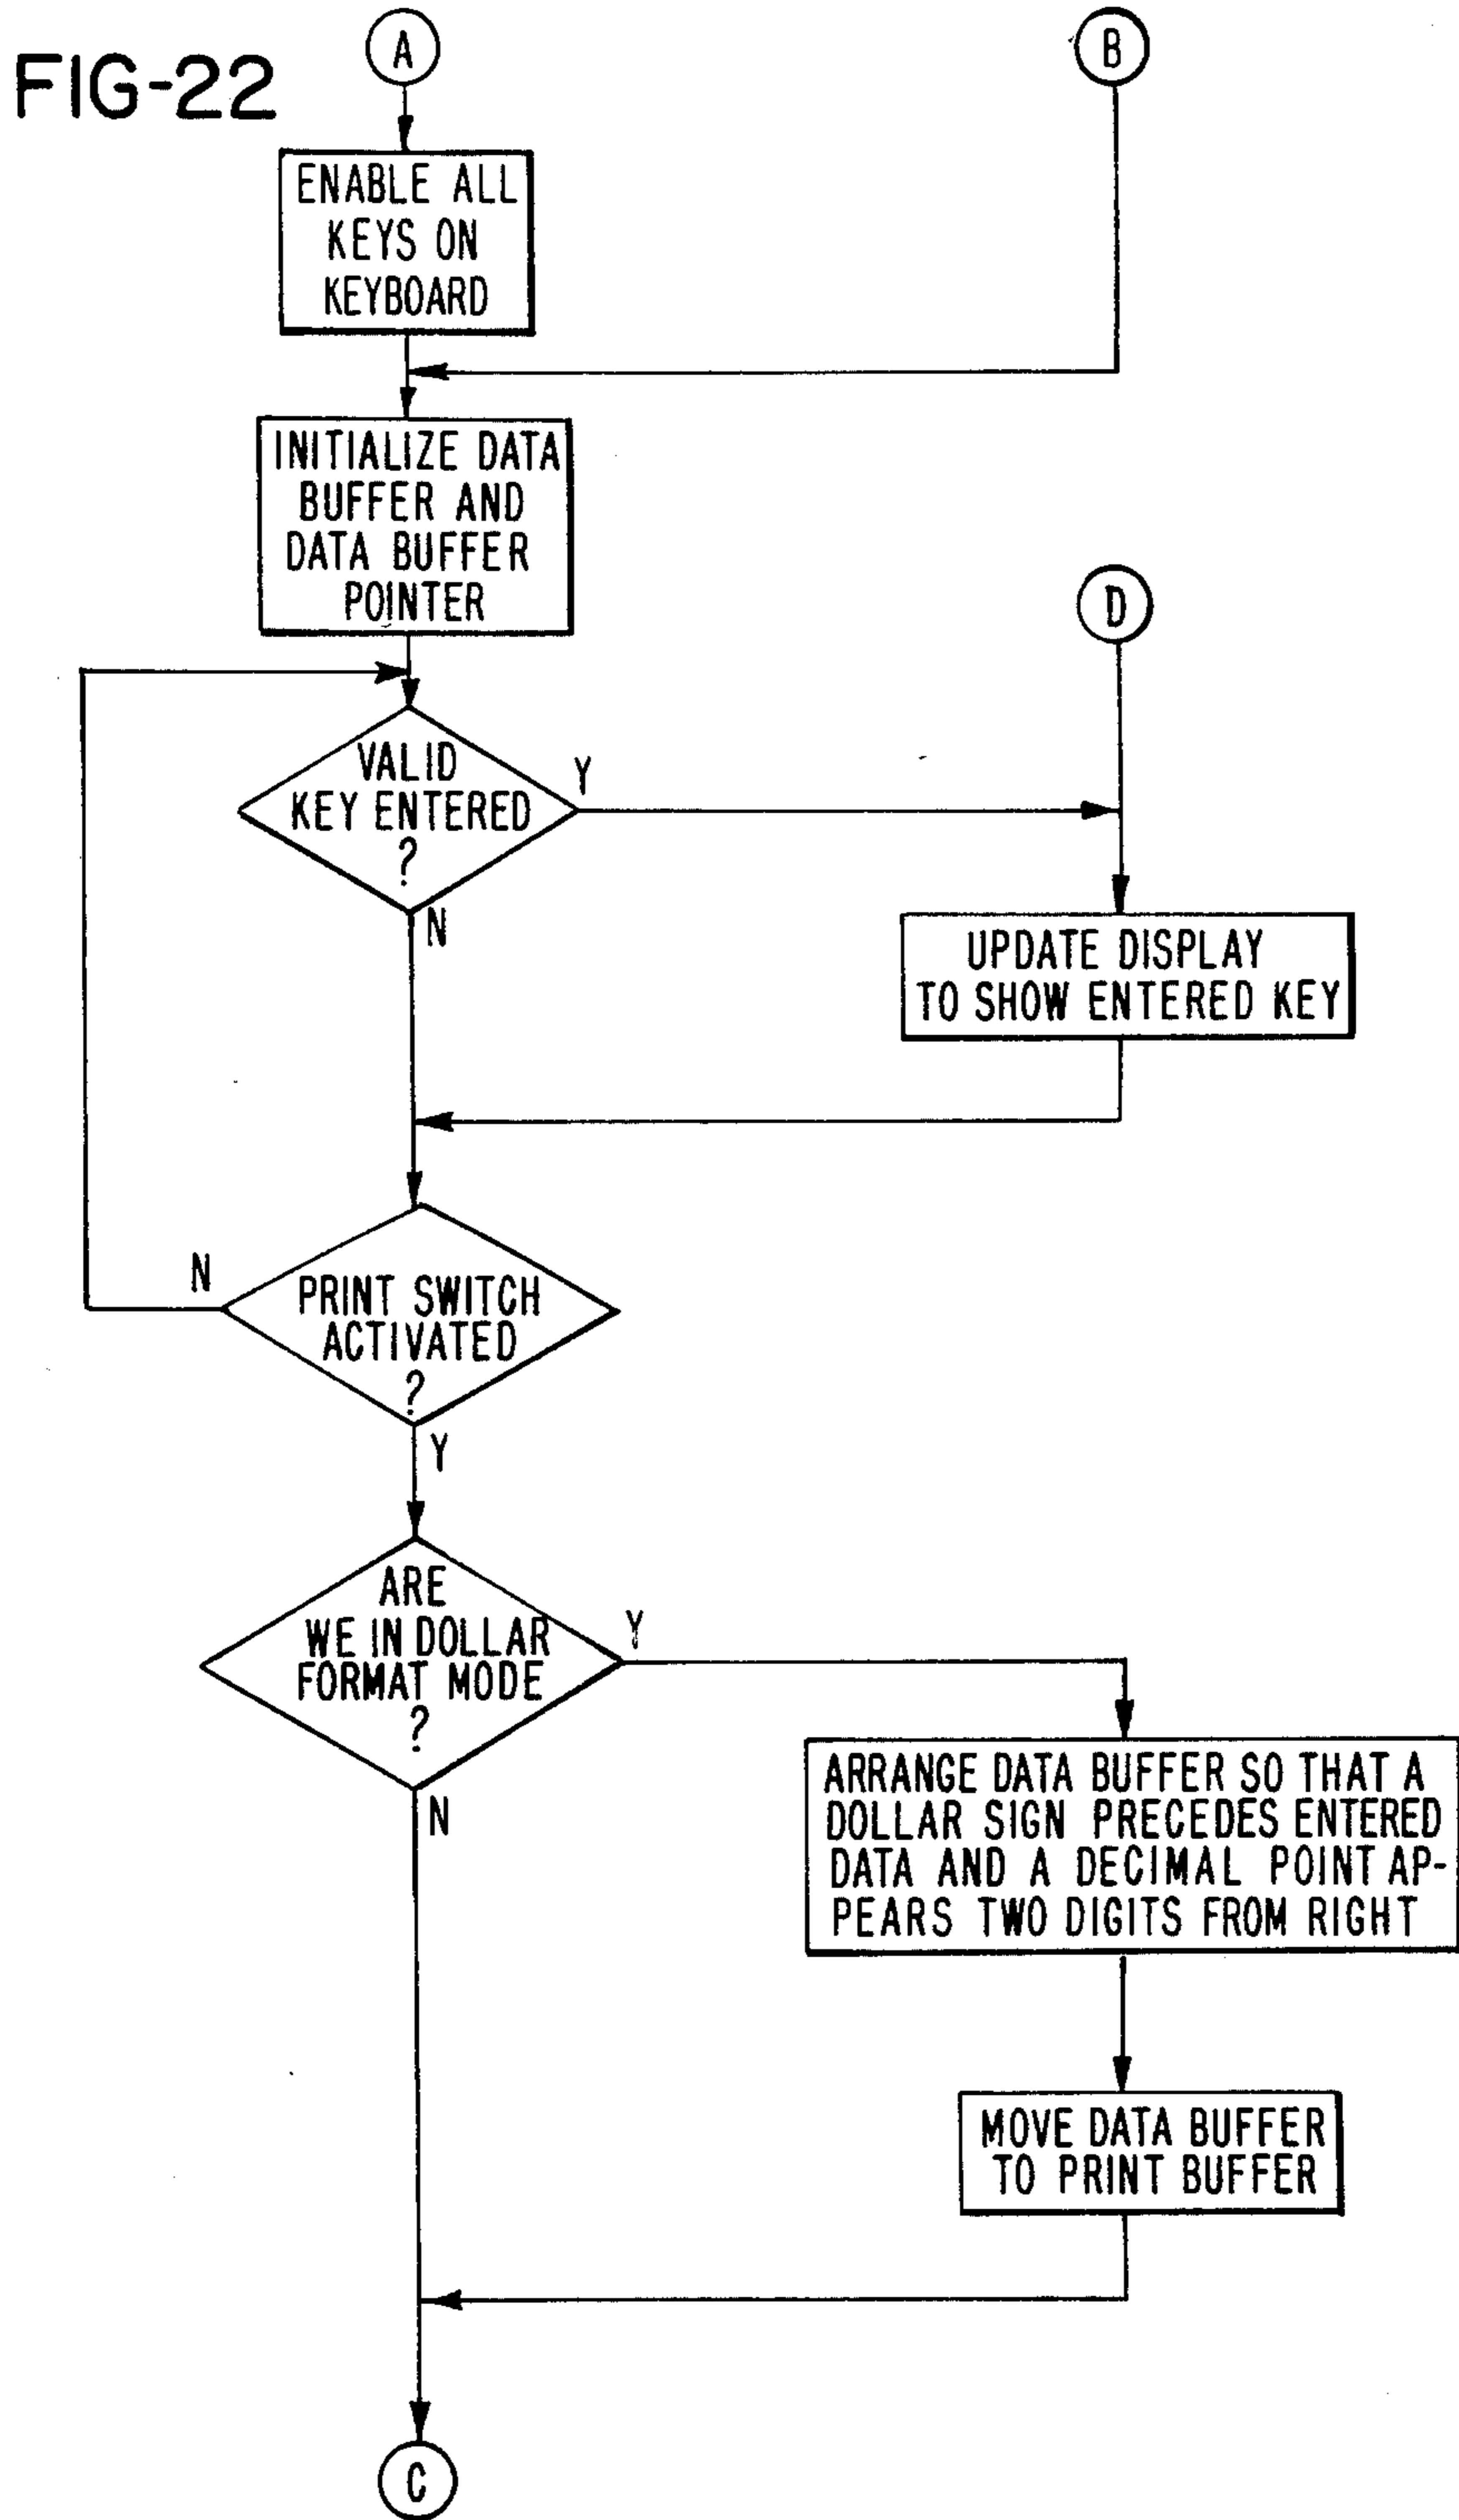 FIG-22
A
B
ENABLE ALL
KEYS ON
KEYBOARD
INITIALIZE DATA
BUFFER AND
DATA BUFFER
POINTER
D
VALID
KEY ENTERED
?
Y
N
UPDATE DISPLAY
TO SHOW ENTERED KEY
N
PRINT SWITCH
ACTIVATED
?
Y
ARE
WE IN DOLLAR
FORMAT MODE
?
Y
N
ARRANGE DATA BUFFER SO THAT A
DOLLAR SIGN PRECEDES ENTERED
DATA AND A DECIMAL POINT AP-
PEARS TWO DIGITS FROM RIGHT
MOVE DATA BUFFER
TO PRINT BUFFER
C